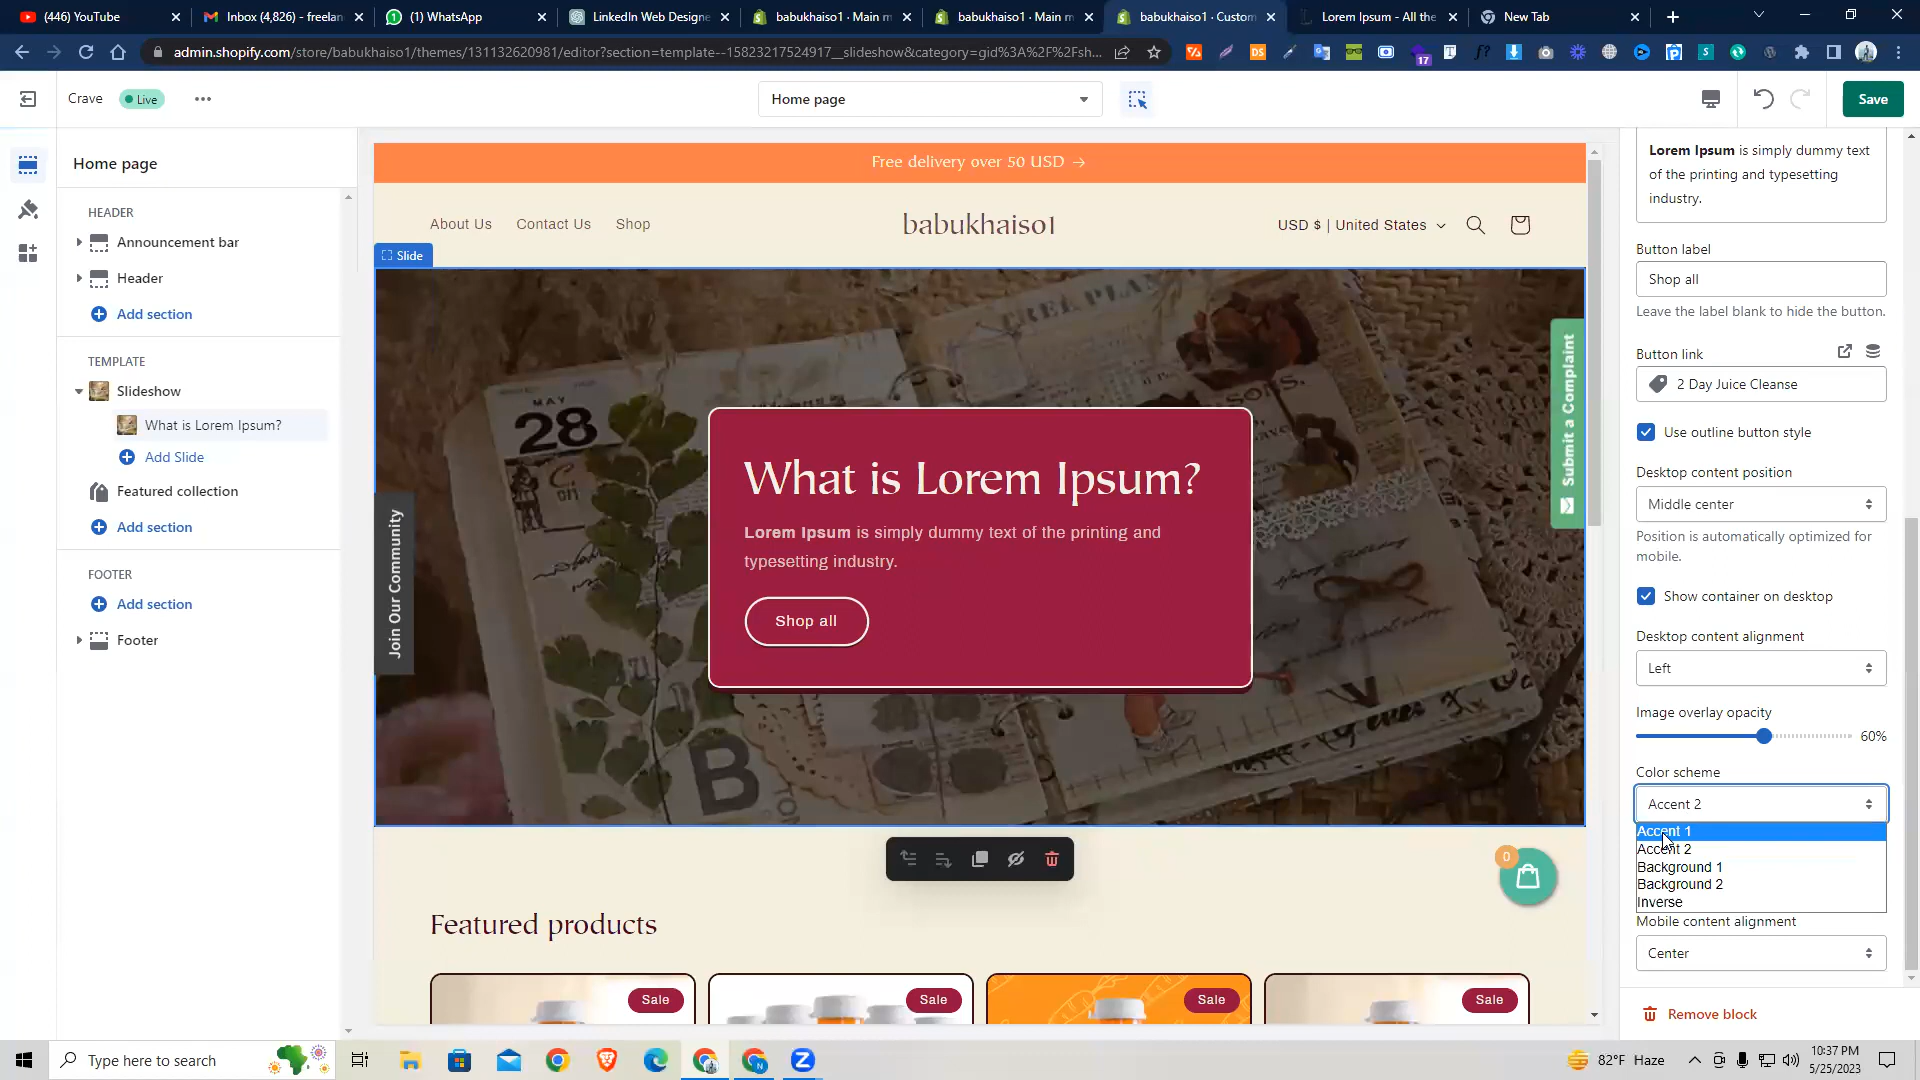 (446) YouTube
Inbox (4,826) - freelan
(1) WhatsApp
LinkedIn Web Designe
babukhaiso1 · Main m
babukhaiso1 · Main m
babukhaiso1 · Custom
Lorem Ipsum - All the
New Tab
admin.shopify.com/store/babukhaiso1/themes/131132620981/editor?section=template--15823217524917__slideshow&category=gid%3A%2F%2Fsh...
17
Crave
Live
Home page
Save
Home page
HEADER
Announcement bar
Header
Add section
TEMPLATE
Slideshow
What is Lorem Ipsum?
Add Slide
Featured collection
Add section
FOOTER
Add section
Footer
Free delivery over 50 USD →
About Us
Contact Us
Shop
babukhaiso1
USD $ | United States
Slide
MAY
28
B
What is Lorem Ipsum?
Lorem Ipsum is simply dummy text of the printing and
typesetting industry.
Shop all
Join Our Community
Submit a Complaint
0
Featured products
Sale
Sale
Sale
Sale
Lorem Ipsum is simply dummy text
of the printing and typesetting
industry.
Button label
Shop all
Leave the label blank to hide the button.
Button link
2 Day Juice Cleanse
Use outline button style
Desktop content position
Middle center
Position is automatically optimized for
mobile.
Show container on desktop
Desktop content alignment
Left
Image overlay opacity
60%
Color scheme
Accent 2
Accent 1
Accent 2
Background 1
Background 2
Inverse
Mobile content alignment
Center
Remove block
Type here to search
82°F Haze
10:37 PM
5/25/2023